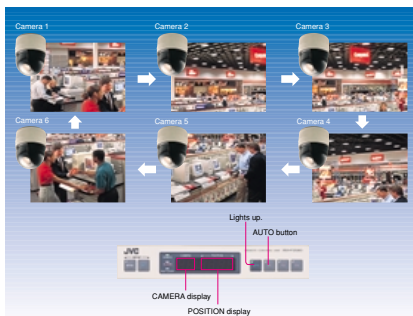 Camera 1
Camera 2
Camera 3
Camera 6
Camera 5
Camera 4
Lights up.
AUTO button
JVC
CAMERA display
POSITION display